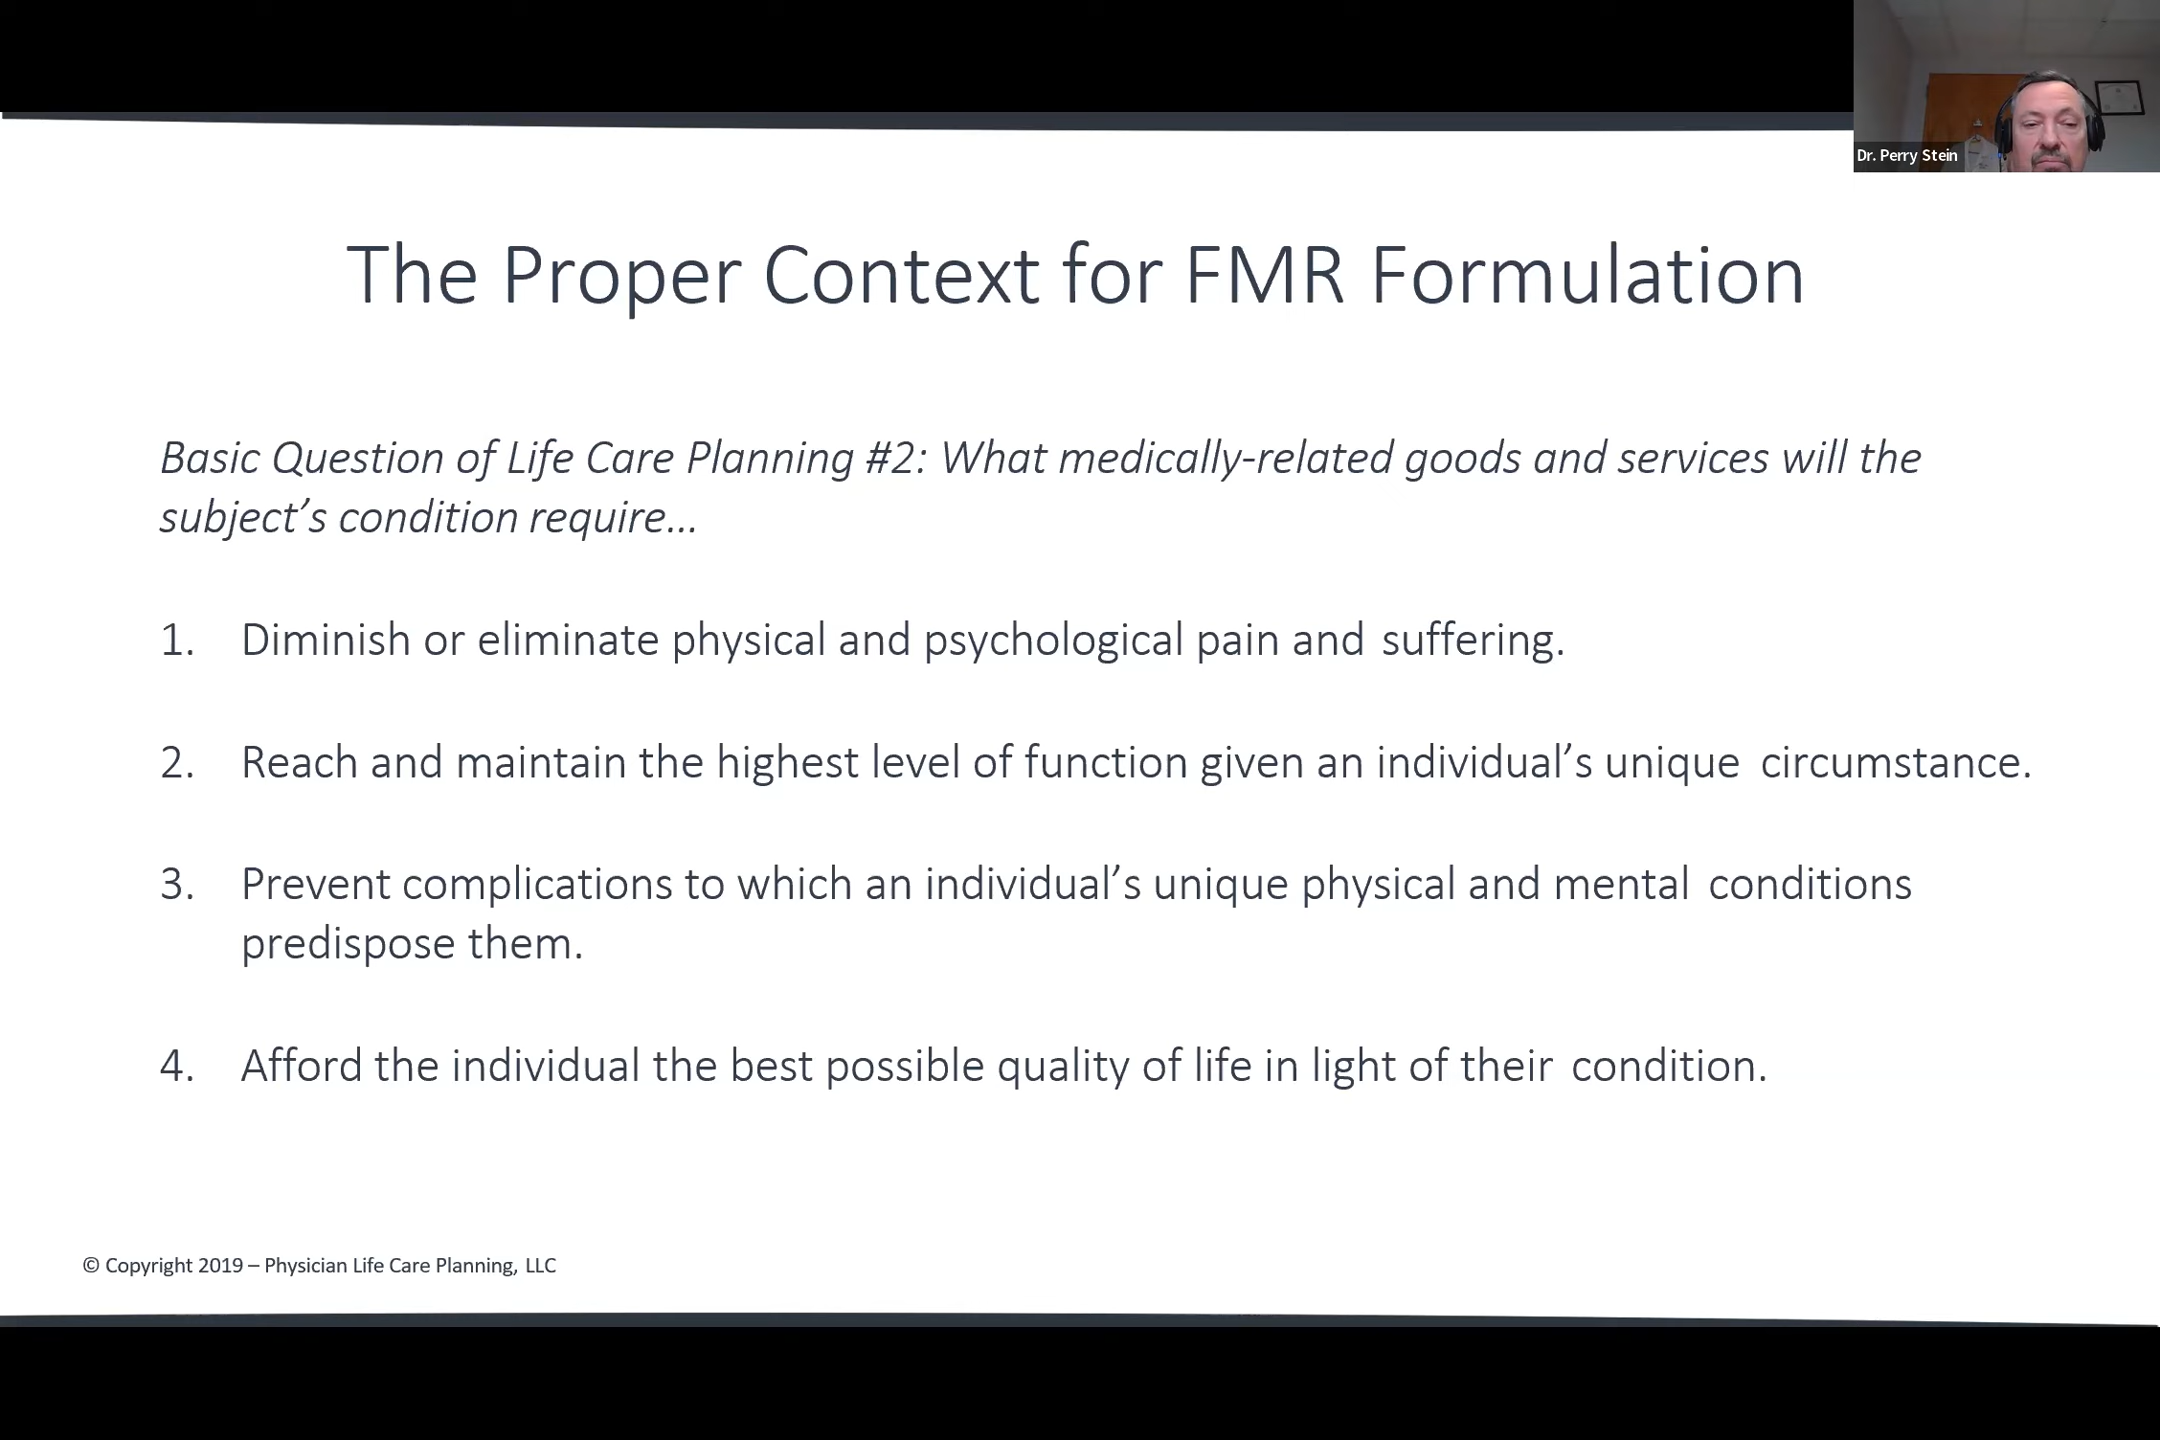 Dr. Perry Stein
The Proper Context for FMR Formulation
Basic Question of Life Care Planning #2: What medically-related goods and services will the
subject’s condition require…
1. Diminish or eliminate physical and psychological pain and suffering.
2. Reach and maintain the highest level of function given an individual’s unique circumstance.
3. Prevent complications to which an individual’s unique physical and mental conditions
predispose them.
4. Afford the individual the best possible quality of life in light of their condition.
© Copyright 2019 – Physician Life Care Planning, LLC